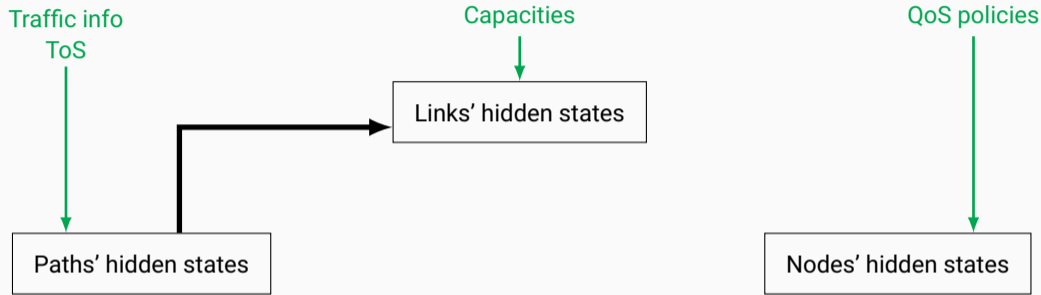 Traffic info
ToS
Capacities
QoS policies
Links’ hidden states
Paths’ hidden states
Nodes’ hidden states